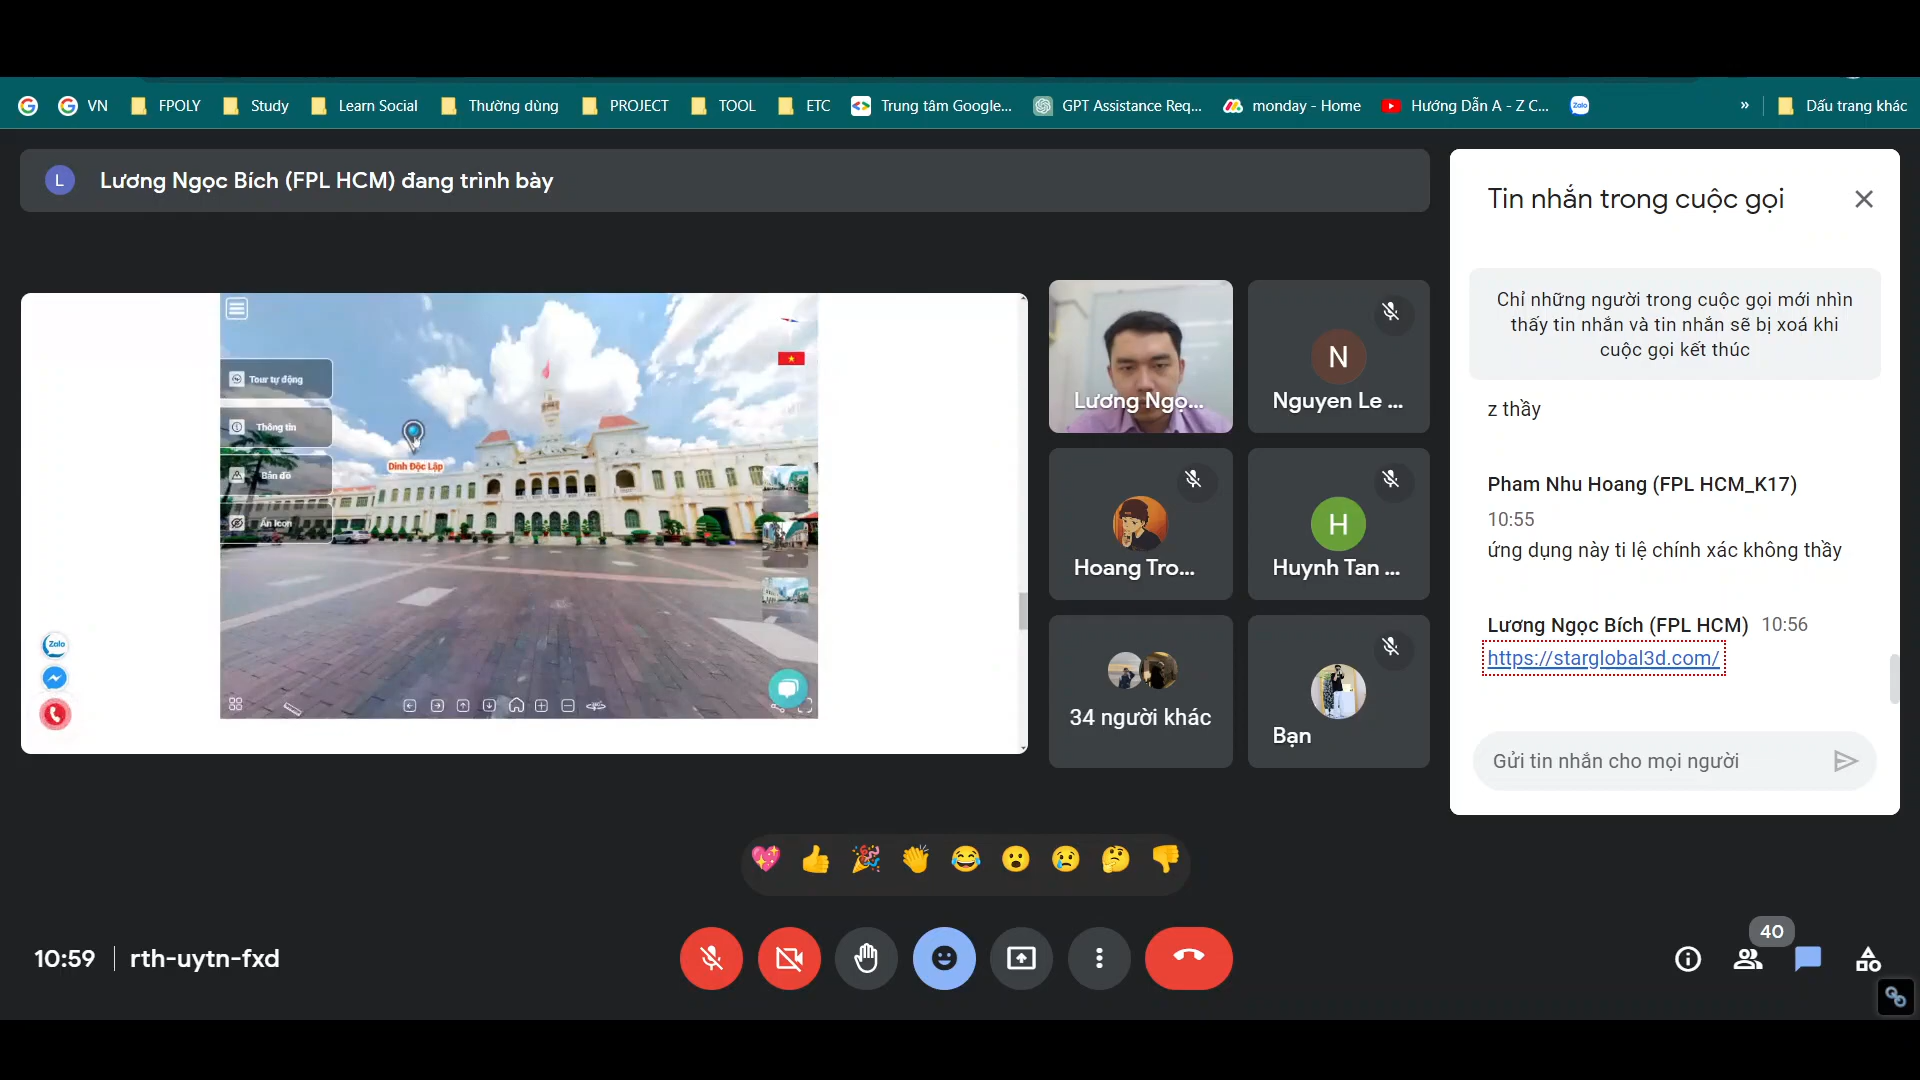 VN
FPOLY
Study
Learn Social
Thường dùng
PROJECT
TOOL
ETC
Trung tâm Google...
GPT Assistance Req...
monday - Home
Hướng Dẫn A - Z C...
Zalo
»
Dấu trang khác
L
Lương Ngọc Bích (FPL HCM) đang trình bày
Tour tự động
Thông tin
Bản đồ
Ẩn Icon
Dinh Độc Lập
Zalo
Lương Ngọ...
N
Nguyen Le ...
Hoang Tro...
H
Huynh Tan ...
34 người khác
Bạn
Tin nhắn trong cuộc gọi
Chỉ những người trong cuộc gọi mới nhìn
thấy tin nhắn và tin nhắn sẽ bị xoá khi
cuộc gọi kết thúc
z thầy
Pham Nhu Hoang (FPL HCM_K17)
10:55
ứng dụng này ti lệ chính xác không thầy
Lương Ngọc Bích (FPL HCM) 10:56
https://starglobal3d.com/
Gửi tin nhắn cho mọi người
10:59 | rth-uytn-fxd
40